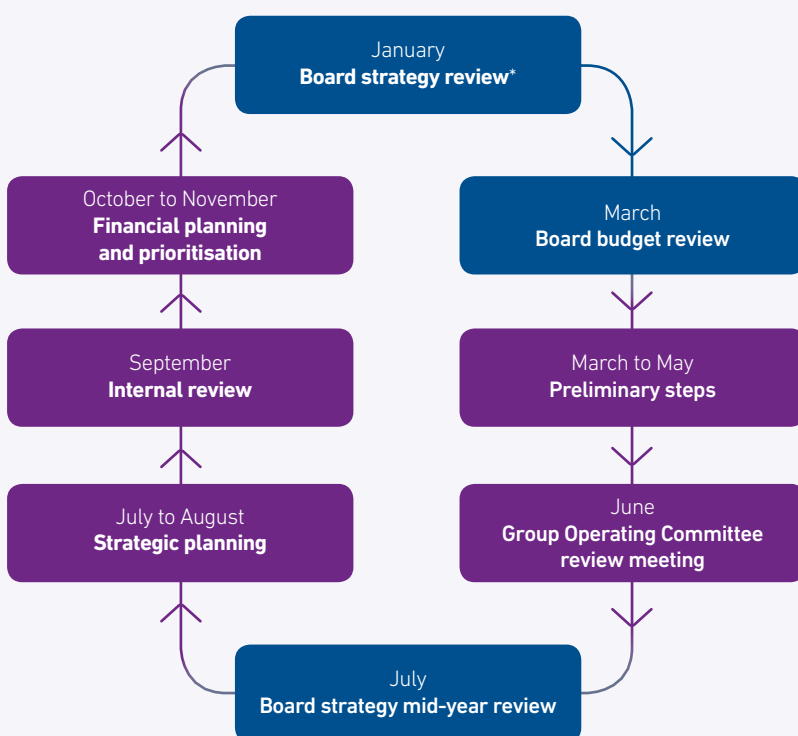 January
Board strategy review*
March
Board budget review
March to May
Preliminary steps
June
Group Operating Committee
review meeting
July
Board strategy mid-year review
July to August
Strategic planning
September
Internal review
October to November
Financial planning
and prioritisation